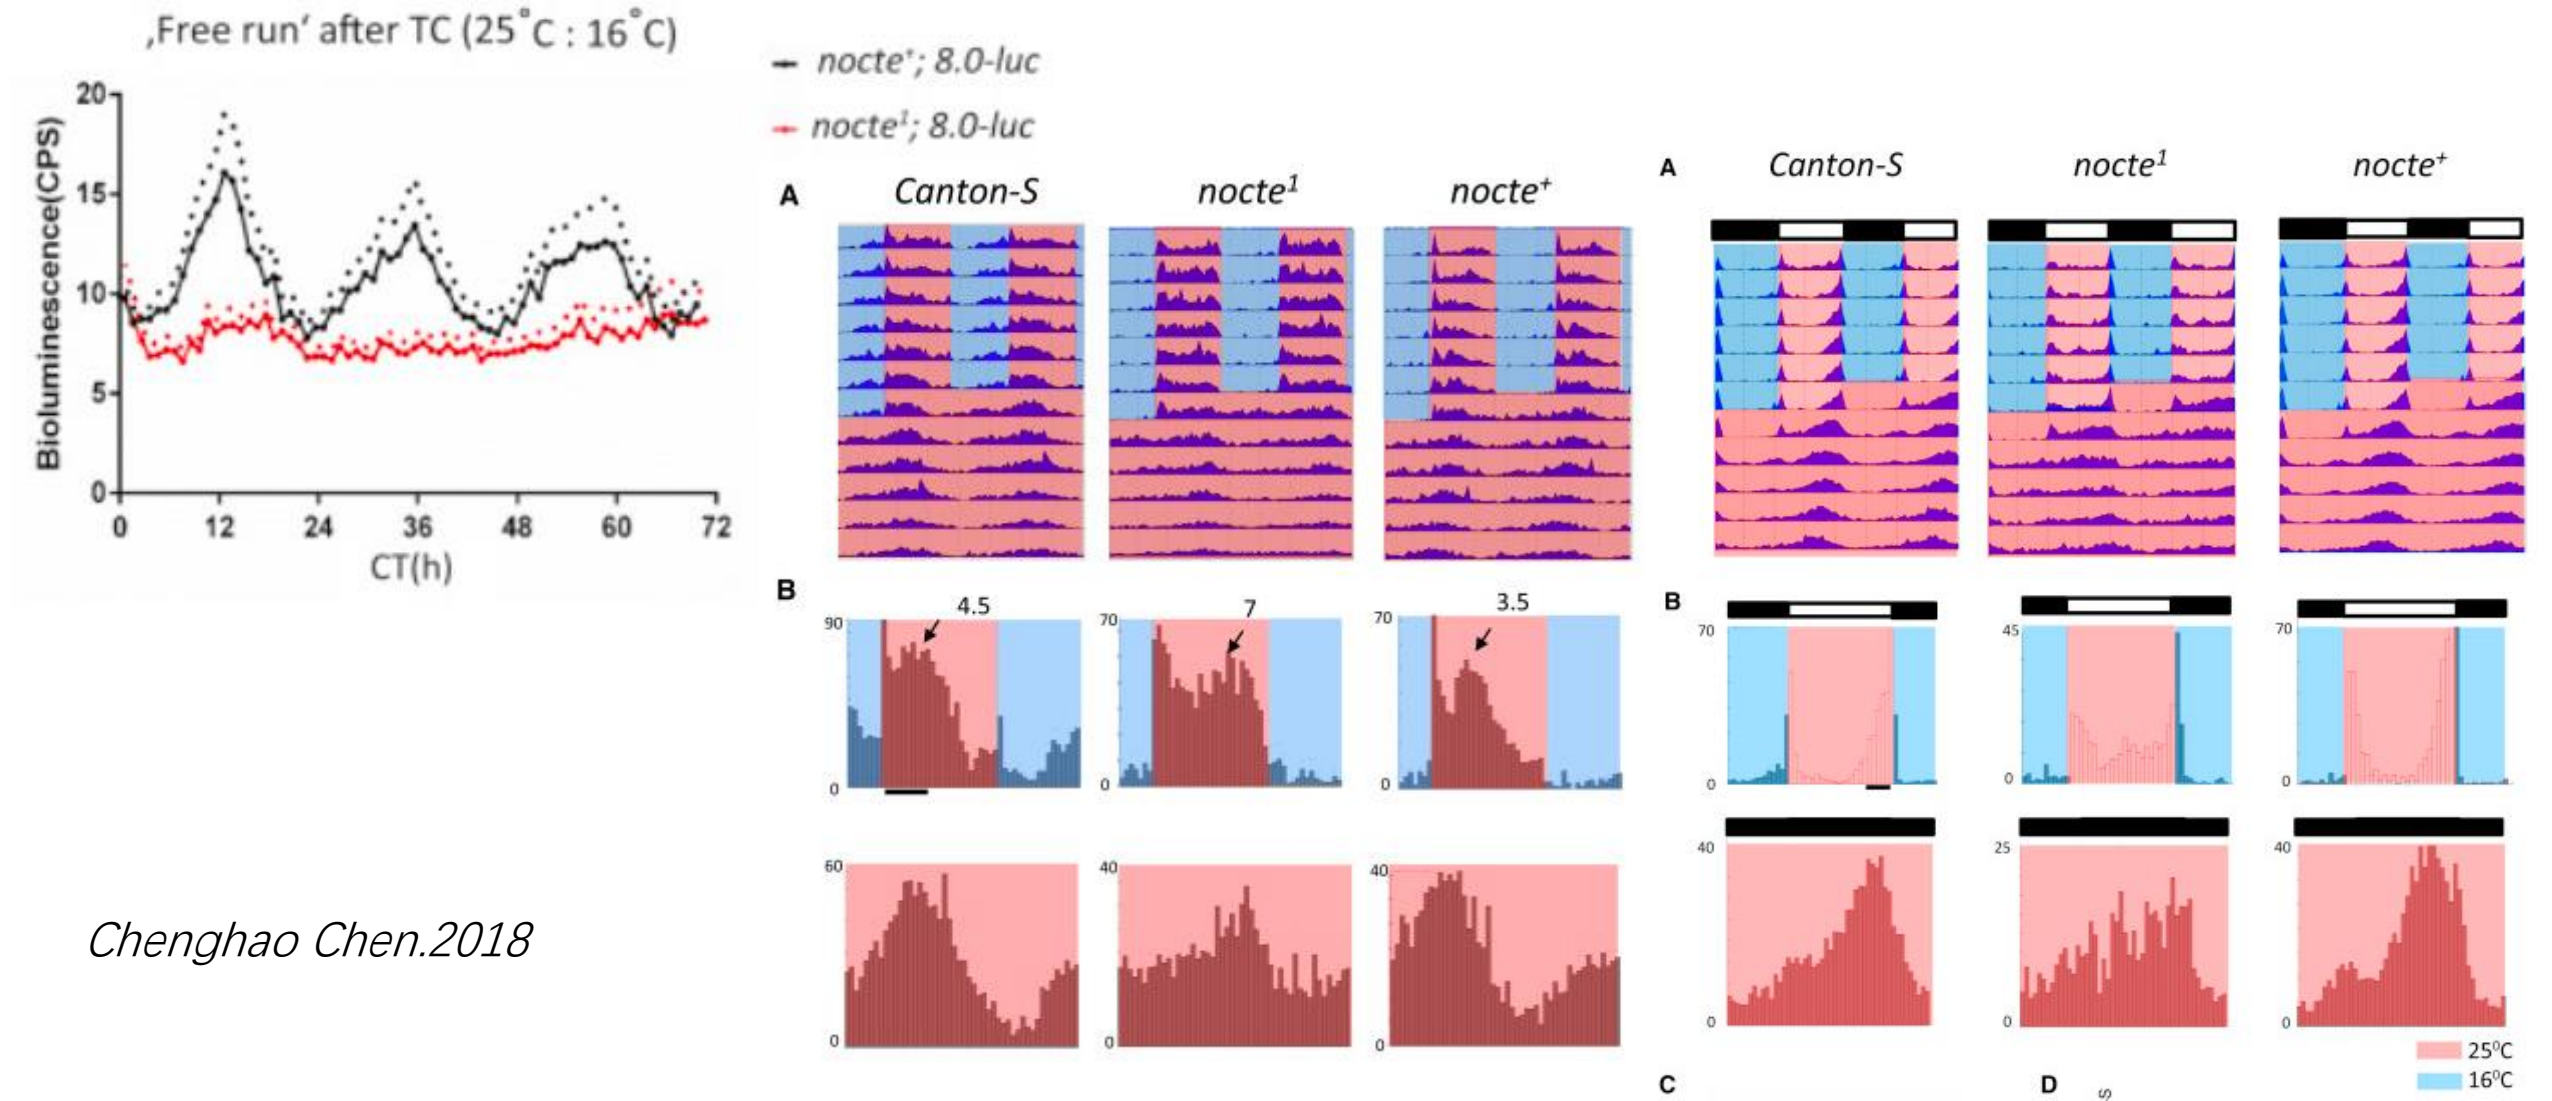 ‚Free run‘ after TC (25°C : 16°C)
nocte⁺; 8.0-luc
nocte¹; 8.0-luc
Bioluminescence(CPS)
20
15
10
5
0
0 12 24 36 48 60 72
CT(h)
Chenghao Chen.2018
A
Canton-S nocte¹ nocte⁺
B
4.5 7 3.5
90 70 70
0 0 0
60 40 40
0 0 0
A
Canton-S nocte¹ nocte⁺
B
70 45 70
0 0 0
40 25 40
0 0 0
25⁰C
16⁰C
C D
S